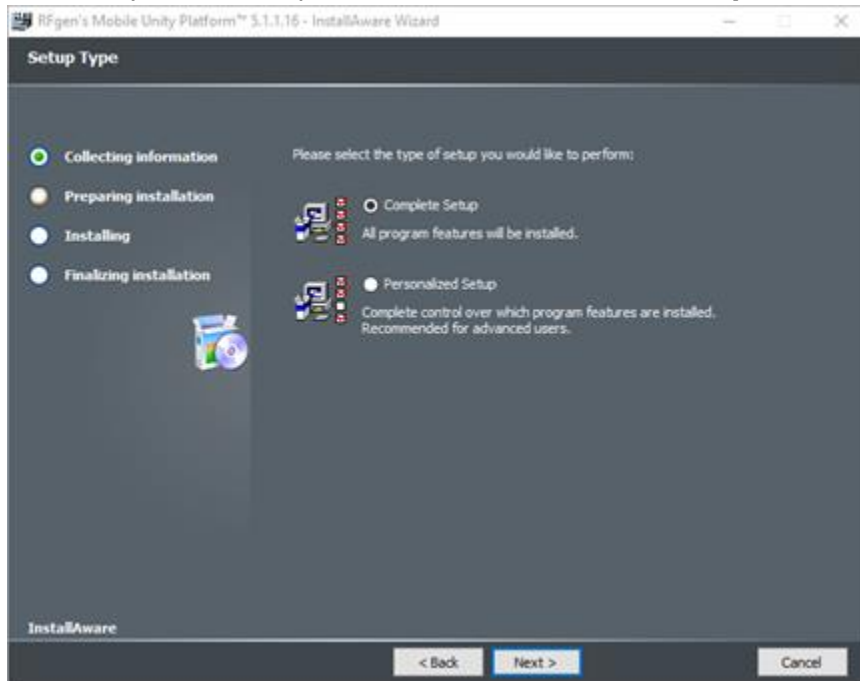 RFgen's Mobile Unity Platform™ 5.1.1.16 - InstallAware Wizard
Setup Type
Collecting information
Preparing installation
Installing
Finalizing installation
Please select the type of setup you would like to perform:
Complete Setup
All program features will be installed.
Personalized Setup
Complete control over which program features are installed.
Recommended for advanced users.
InstallAware
< Back
Next >
Cancel